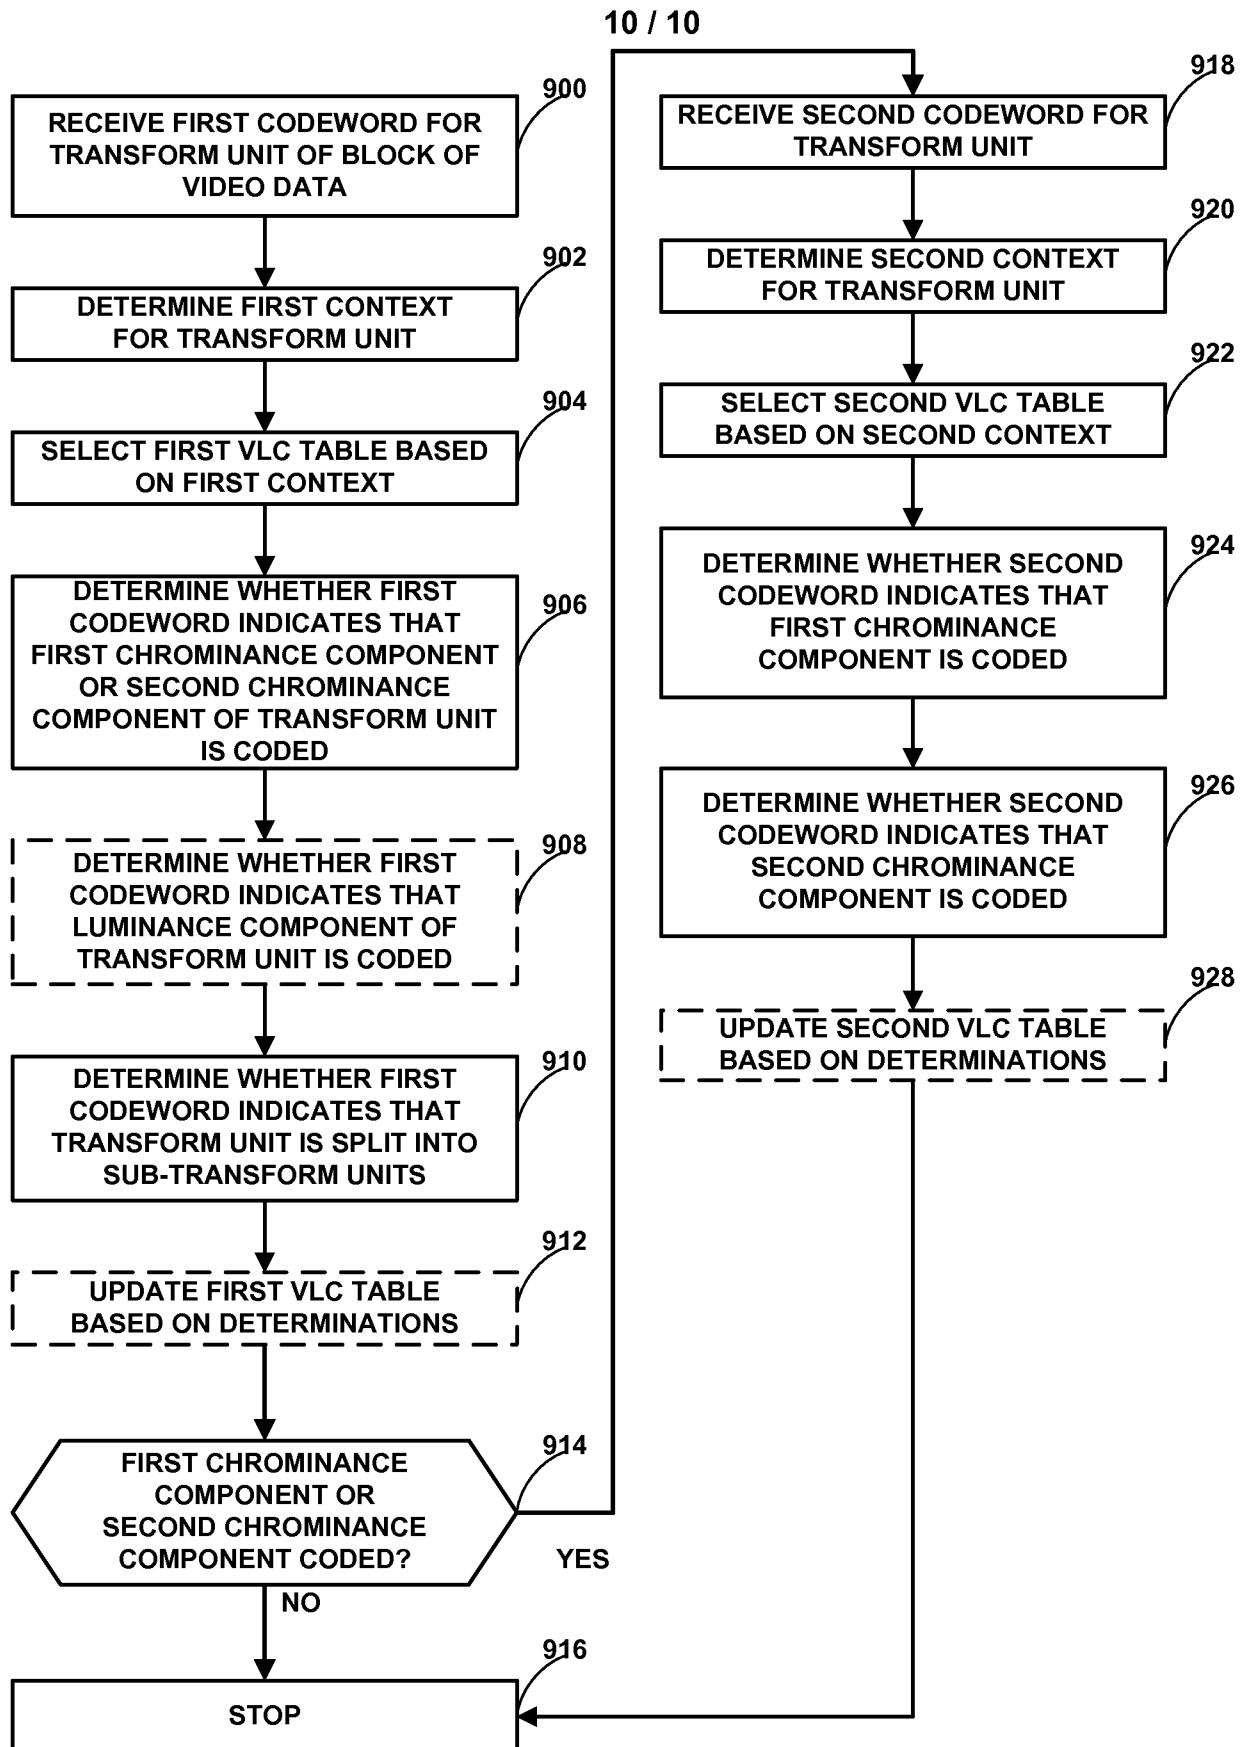 10 / 10
900
RECEIVE FIRST CODEWORD FOR
TRANSFORM UNIT OF BLOCK OF
VIDEO DATA
902
DETERMINE FIRST CONTEXT
FOR TRANSFORM UNIT
904
SELECT FIRST VLC TABLE BASED
ON FIRST CONTEXT
906
DETERMINE WHETHER FIRST
CODEWORD INDICATES THAT
FIRST CHROMINANCE COMPONENT
OR SECOND CHROMINANCE
COMPONENT OF TRANSFORM UNIT
IS CODED
908
DETERMINE WHETHER FIRST
CODEWORD INDICATES THAT
LUMINANCE COMPONENT OF
TRANSFORM UNIT IS CODED
910
DETERMINE WHETHER FIRST
CODEWORD INDICATES THAT
TRANSFORM UNIT IS SPLIT INTO
SUB-TRANSFORM UNITS
912
UPDATE FIRST VLC TABLE
BASED ON DETERMINATIONS
914
FIRST CHROMINANCE
COMPONENT OR
SECOND CHROMINANCE
COMPONENT CODED?
YES
NO
916
STOP
918
RECEIVE SECOND CODEWORD FOR
TRANSFORM UNIT
920
DETERMINE SECOND CONTEXT
FOR TRANSFORM UNIT
922
SELECT SECOND VLC TABLE
BASED ON SECOND CONTEXT
924
DETERMINE WHETHER SECOND
CODEWORD INDICATES THAT
FIRST CHROMINANCE
COMPONENT IS CODED
926
DETERMINE WHETHER SECOND
CODEWORD INDICATES THAT
SECOND CHROMINANCE
COMPONENT IS CODED
928
UPDATE SECOND VLC TABLE
BASED ON DETERMINATIONS